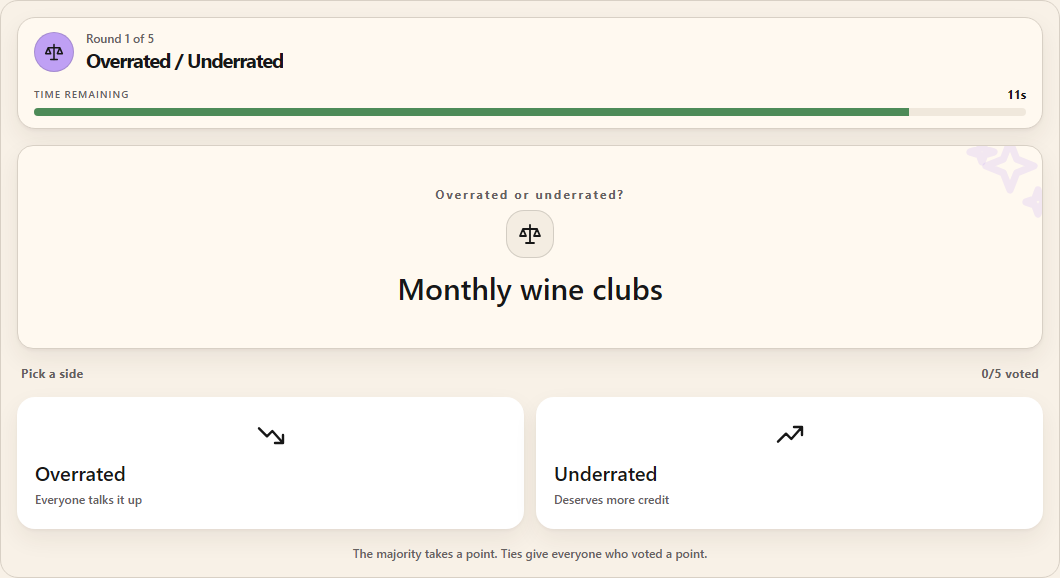 Round 1 of 5
Overrated / Underrated
TIME REMAINING
11s
Overrated or underrated?
Monthly wine clubs
Pick a side
0/5 voted
Overrated
Everyone talks it up
Underrated
Deserves more credit
The majority takes a point. Ties give everyone who voted a point.